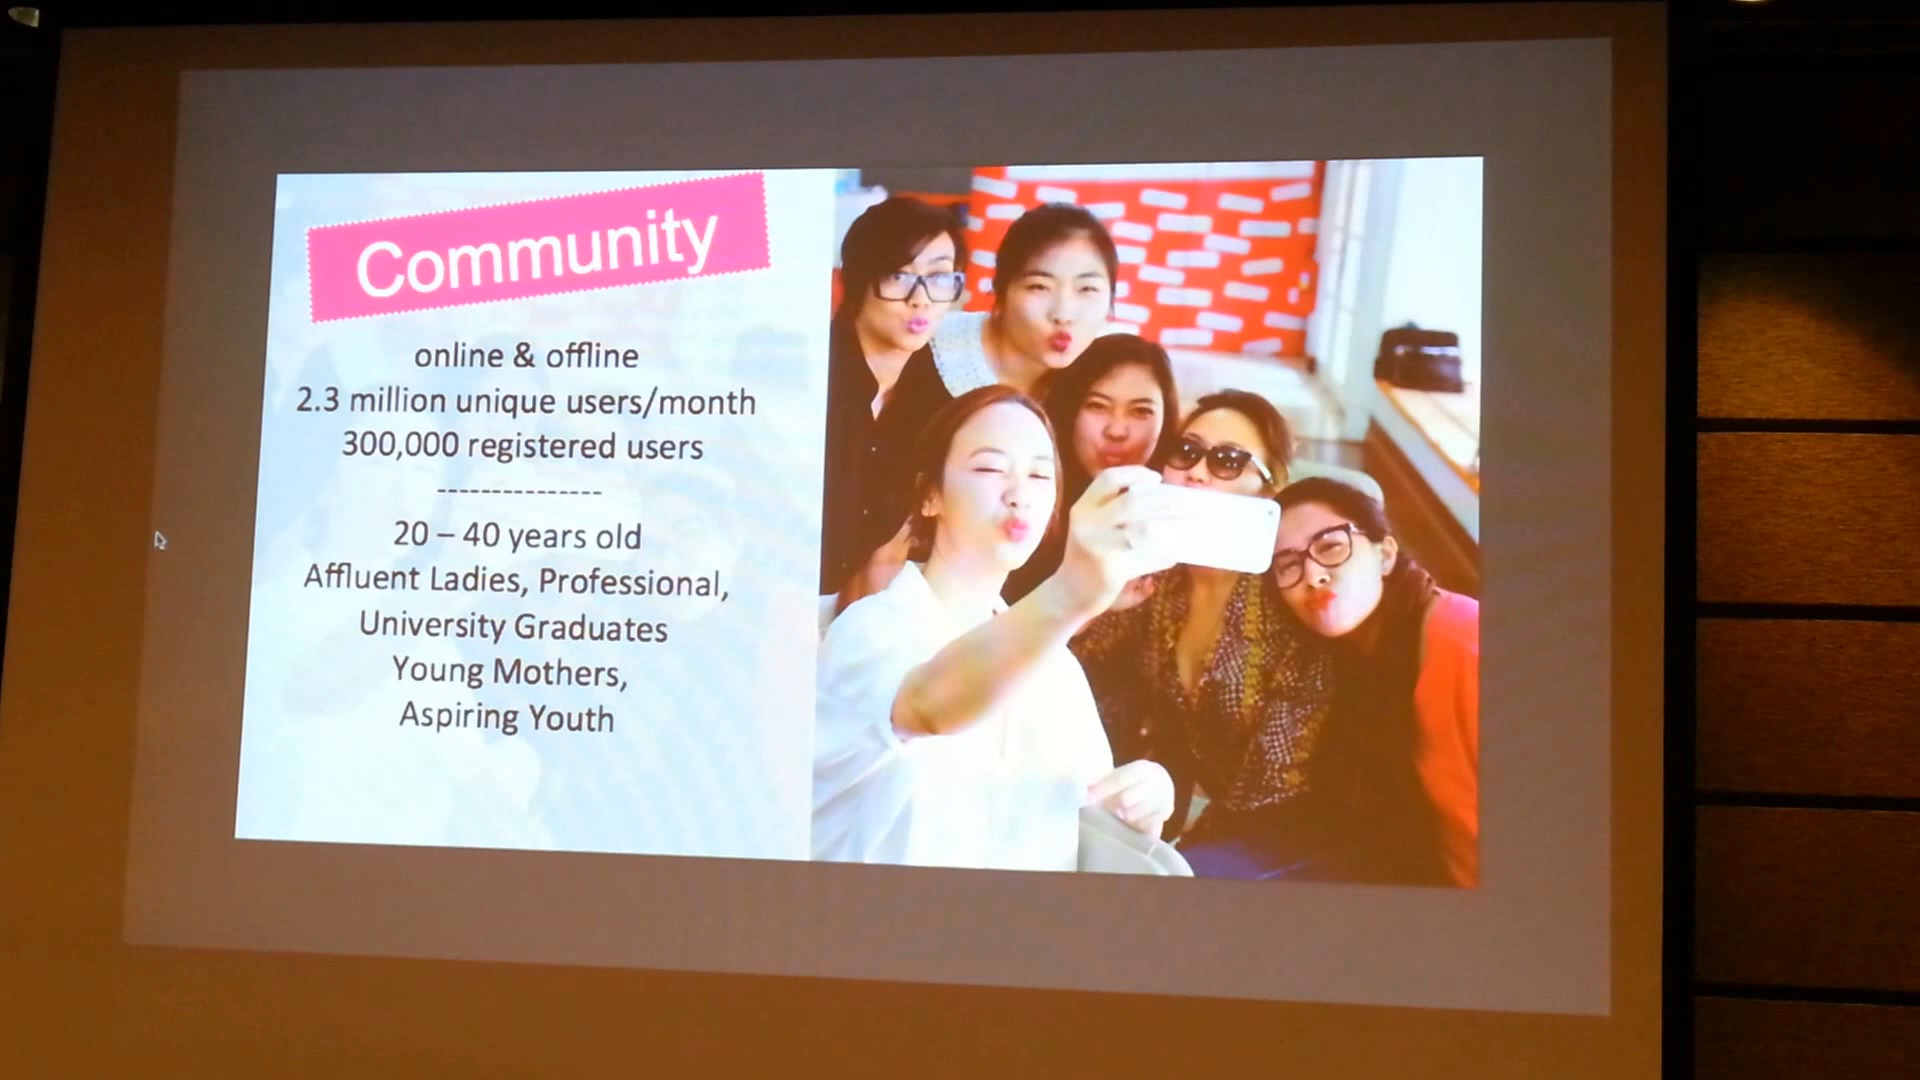 Community
online & offline
2.3 million unique users/month
300,000 registered users
---------------
20 – 40 years old
Affluent Ladies, Professional,
University Graduates
Young Mothers,
Aspiring Youth